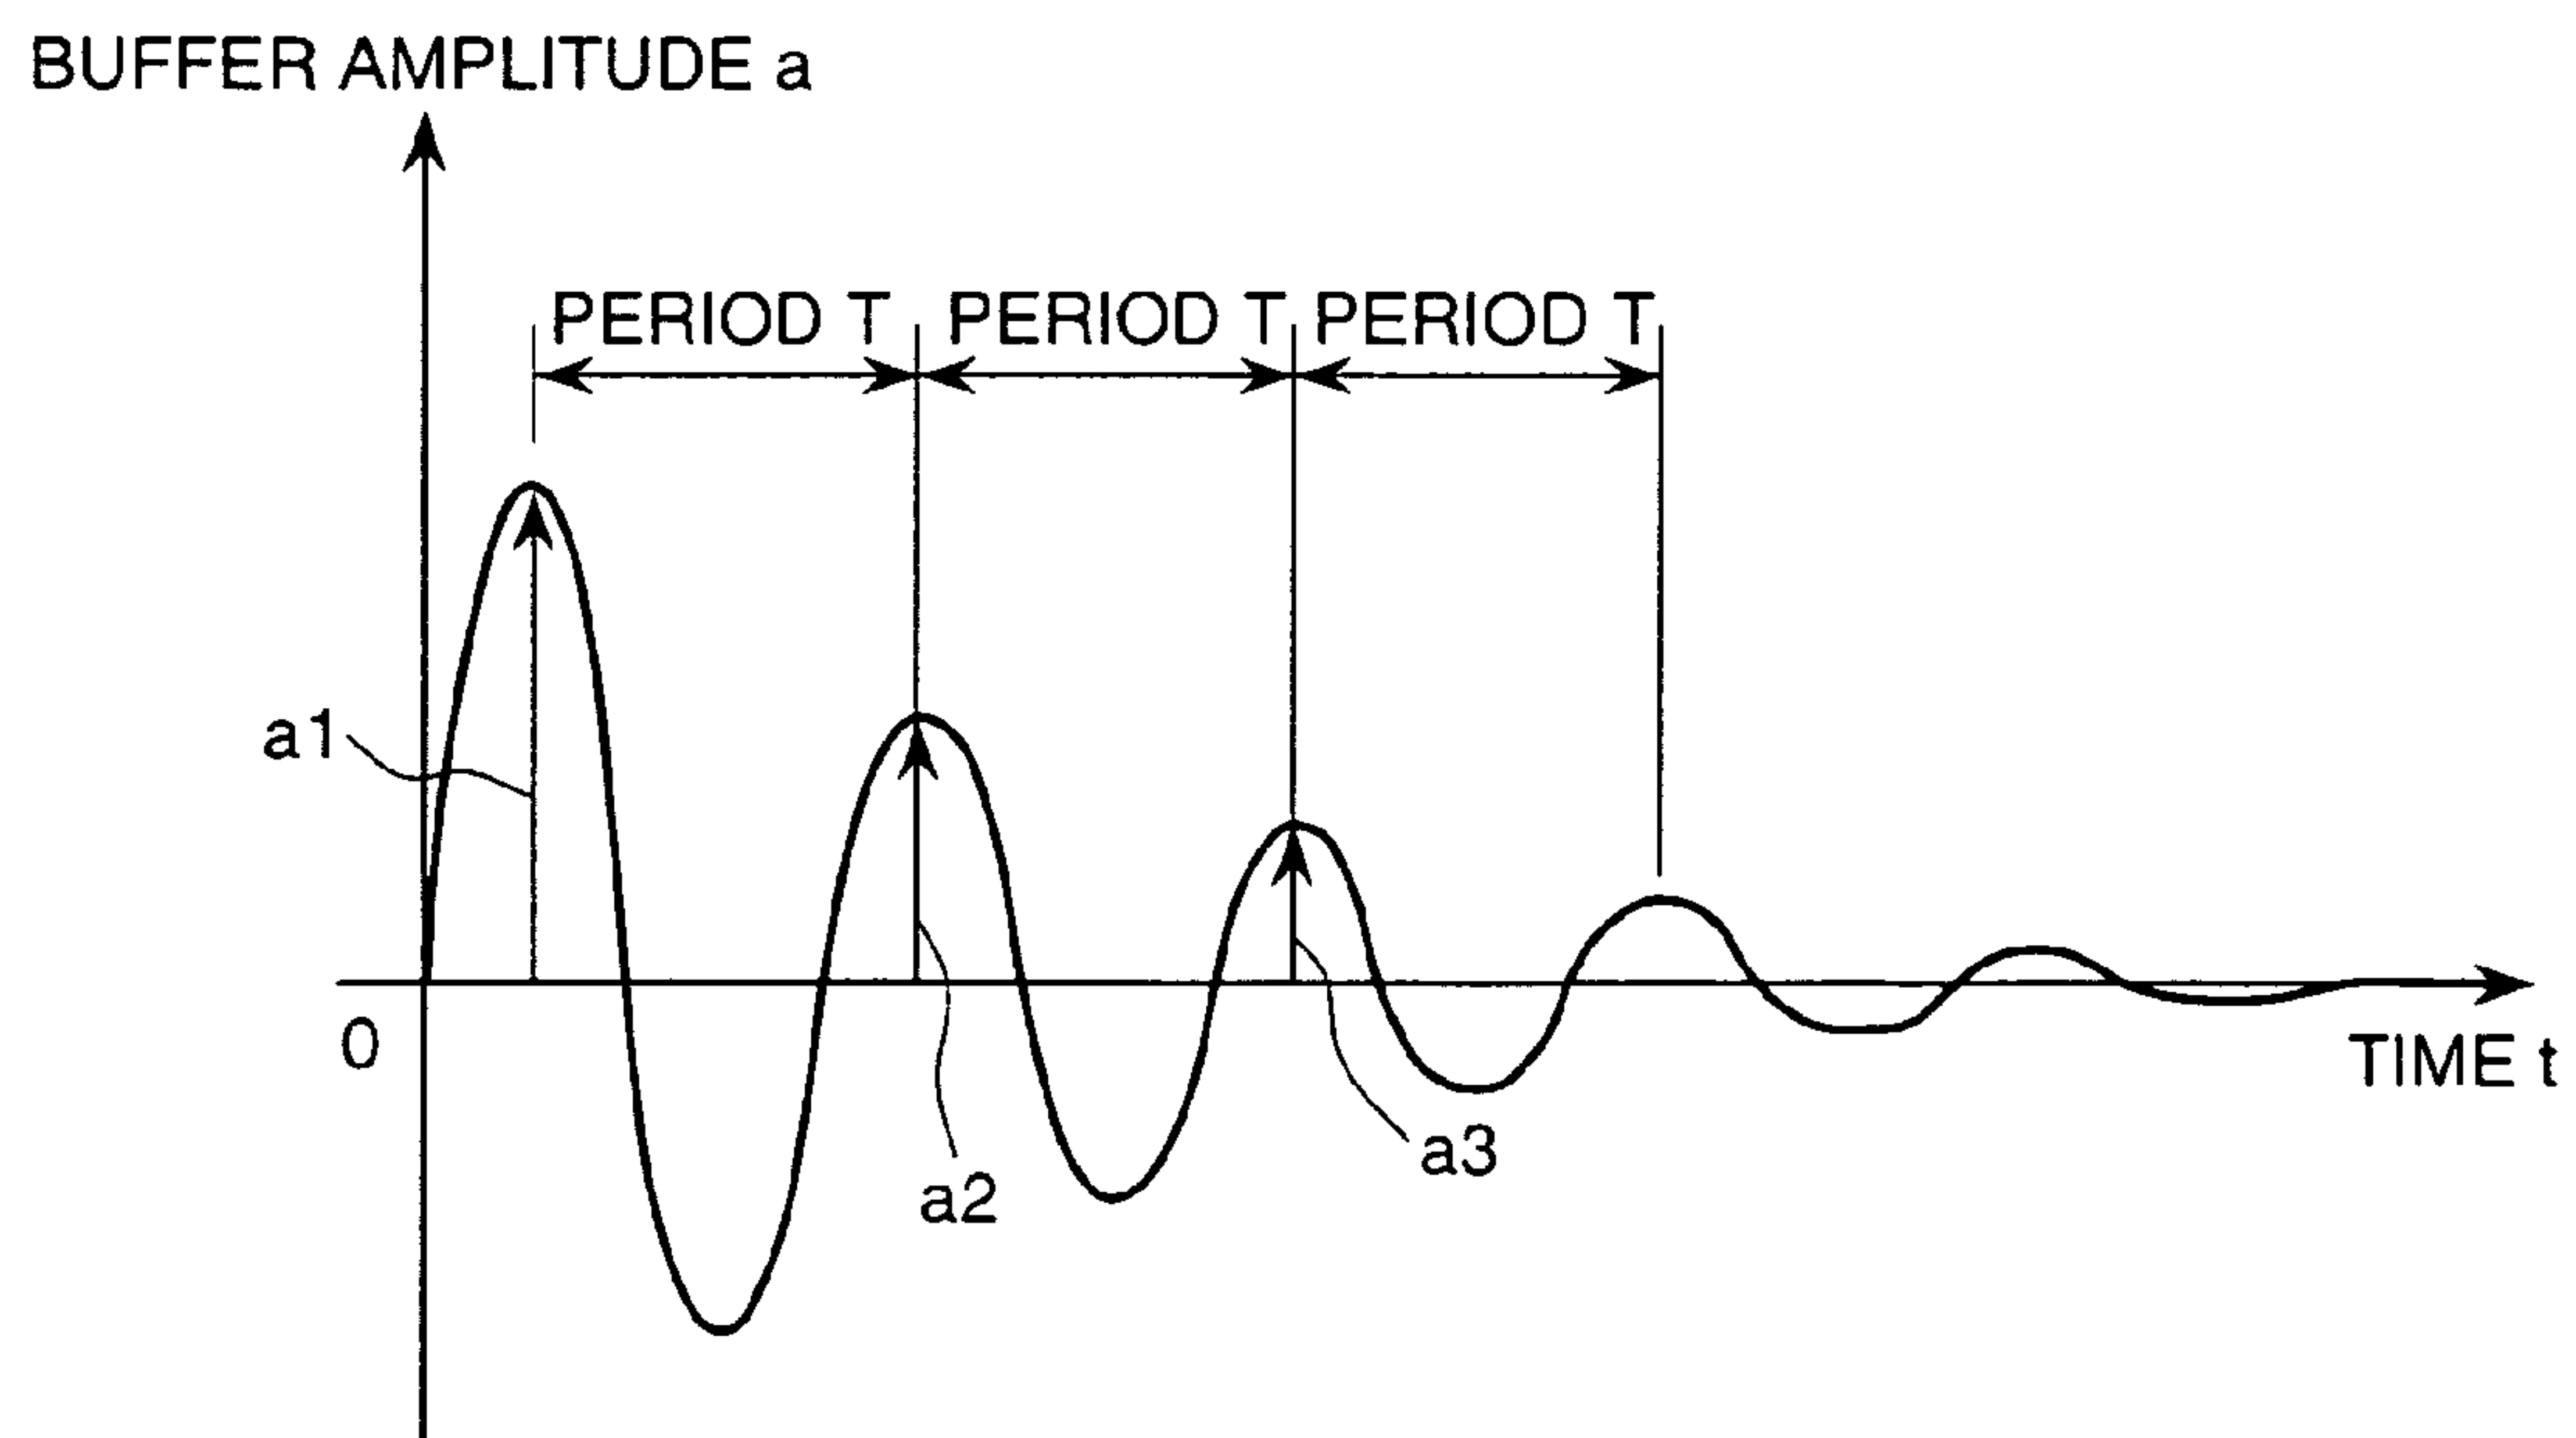 BUFFER AMPLITUDE a
PERIOD T PERIOD T PERIOD T
a1
0
TIME t
a3
a2